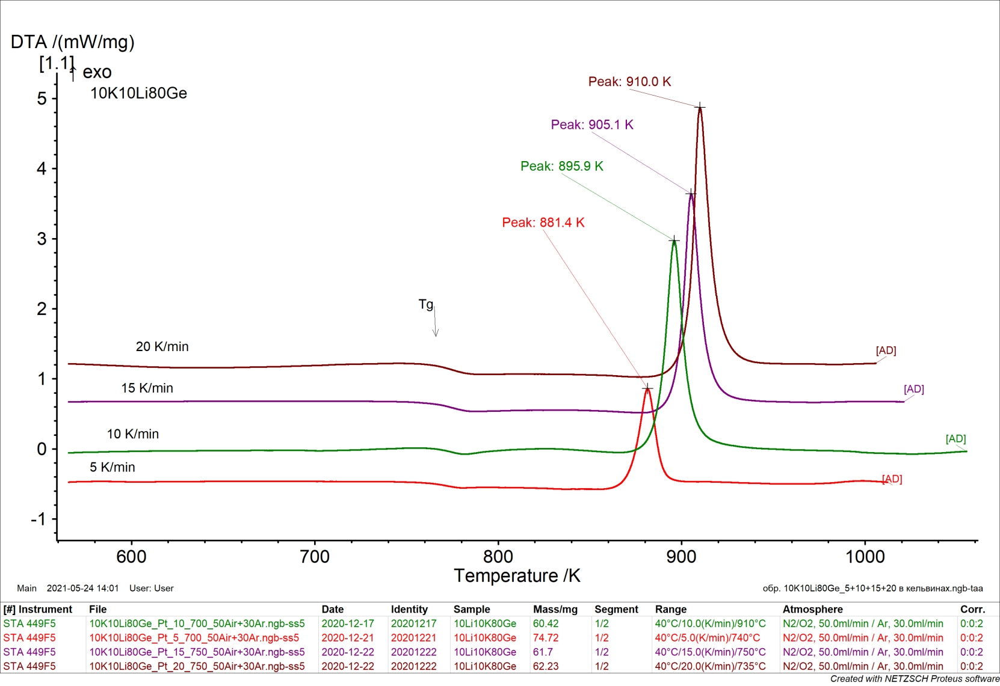 DTA /(mW/mg)
[1.1]
exo
10K10Li80Ge
5
4
3
2
1
0
-1
Peak: 910.0 K
Peak: 905.1 K
Peak: 895.9 K
Peak: 881.4 K
Tg
20 K/min
15 K/min
10 K/min
5 K/min
[AD]
[AD]
[AD]
[AD]
600 700 800 900 1000
Temperature /K
Main 2021-05-24 14:01 User: User
обр. 10K10Li80Ge_5+10+15+20 в кельвинах.ngb-taa
[#] Instrument File Date Identity Sample Mass/mg Segment Range Atmosphere Corr.
STA 449F5 10K10Li80Ge_Pt_10_700_50Air+30Ar.ngb-ss5 2020-12-17 20201217 10Li10K80Ge 60.42 1/2 40°C/10.0(K/min)/910°C N2/O2, 50.0ml/min / Ar, 30.0ml/min 0:0:2
STA 449F5 10K10Li80Ge_Pt_5_700_50Air+30Ar.ngb-ss5 2020-12-21 20201221 10Li10K80Ge 74.72 1/2 40°C/5.0(K/min)/740°C N2/O2, 50.0ml/min / Ar, 30.0ml/min 0:0:2
STA 449F5 10K10Li80Ge_Pt_15_750_50Air+30Ar.ngb-ss5 2020-12-22 20201222 10Li10K80Ge 61.7 1/2 40°C/15.0(K/min)/750°C N2/O2, 50.0ml/min / Ar, 30.0ml/min 0:0:2
STA 449F5 10K10Li80Ge_Pt_20_750_50Air+30Ar.ngb-ss5 2020-12-22 20201222 10Li10K80Ge 62.23 1/2 40°C/20.0(K/min)/735°C N2/O2, 50.0ml/min / Ar, 30.0ml/min 0:0:2
Created with NETZSCH Proteus software